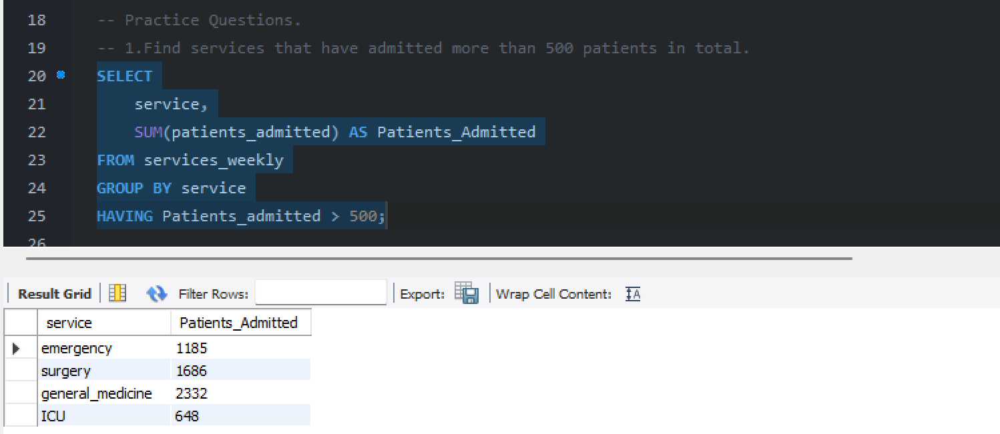 18 -- Practice Questions.
19 -- 1.Find services that have admitted more than 500 patients in total.
20 SELECT
21 service,
22 SUM(patients_admitted) AS Patients_Admitted
23 FROM services_weekly
24 GROUP BY service
25 HAVING Patients_admitted > 500;
26
Result Grid Filter Rows: Export: Wrap Cell Content: IA
service Patients_Admitted
emergency 1185
surgery 1686
general_medicine 2332
ICU 648